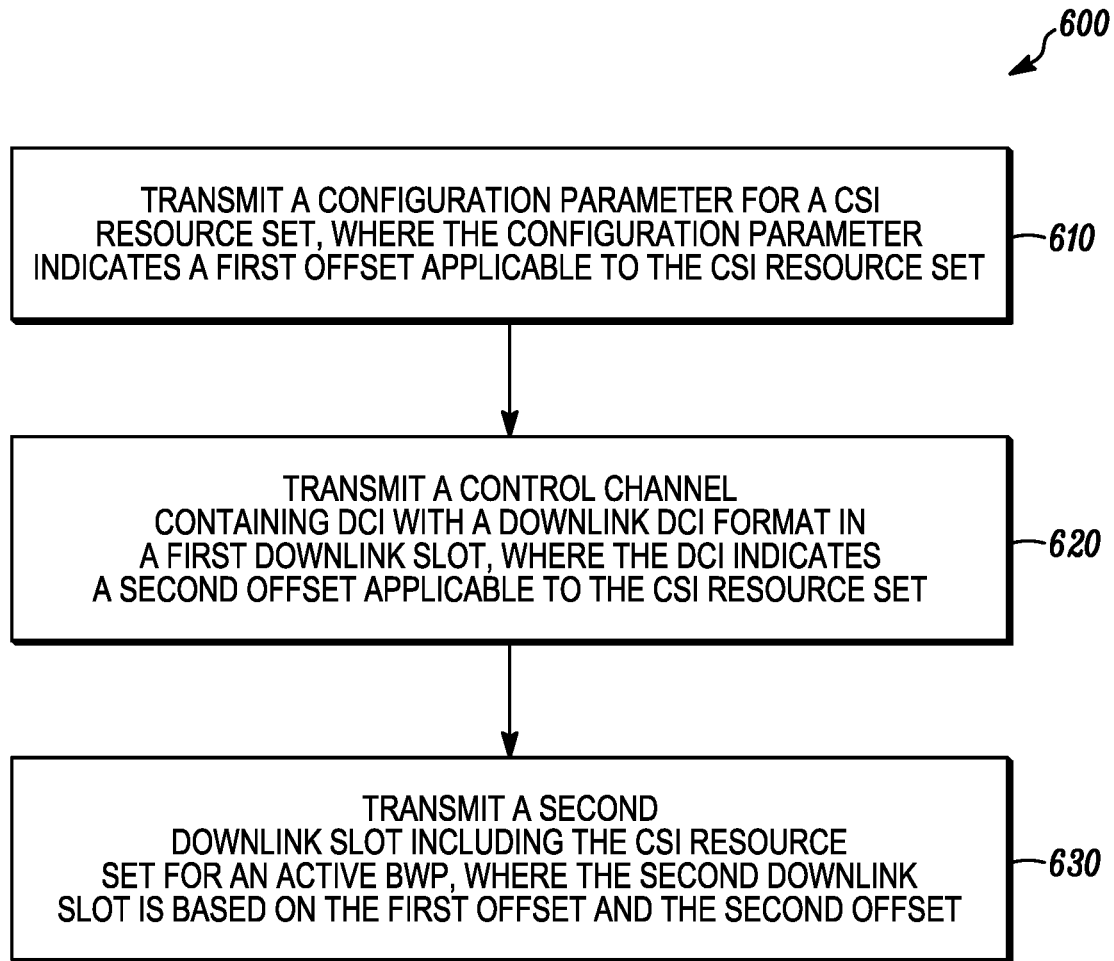 600
TRANSMIT A CONFIGURATION PARAMETER FOR A CSI
RESOURCE SET, WHERE THE CONFIGURATION PARAMETER
INDICATES A FIRST OFFSET APPLICABLE TO THE CSI RESOURCE SET
610
TRANSMIT A CONTROL CHANNEL
CONTAINING DCI WITH A DOWNLINK DCI FORMAT IN
A FIRST DOWNLINK SLOT, WHERE THE DCI INDICATES
A SECOND OFFSET APPLICABLE TO THE CSI RESOURCE SET
620
TRANSMIT A SECOND
DOWNLINK SLOT INCLUDING THE CSI RESOURCE
SET FOR AN ACTIVE BWP, WHERE THE SECOND DOWNLINK
SLOT IS BASED ON THE FIRST OFFSET AND THE SECOND OFFSET
630